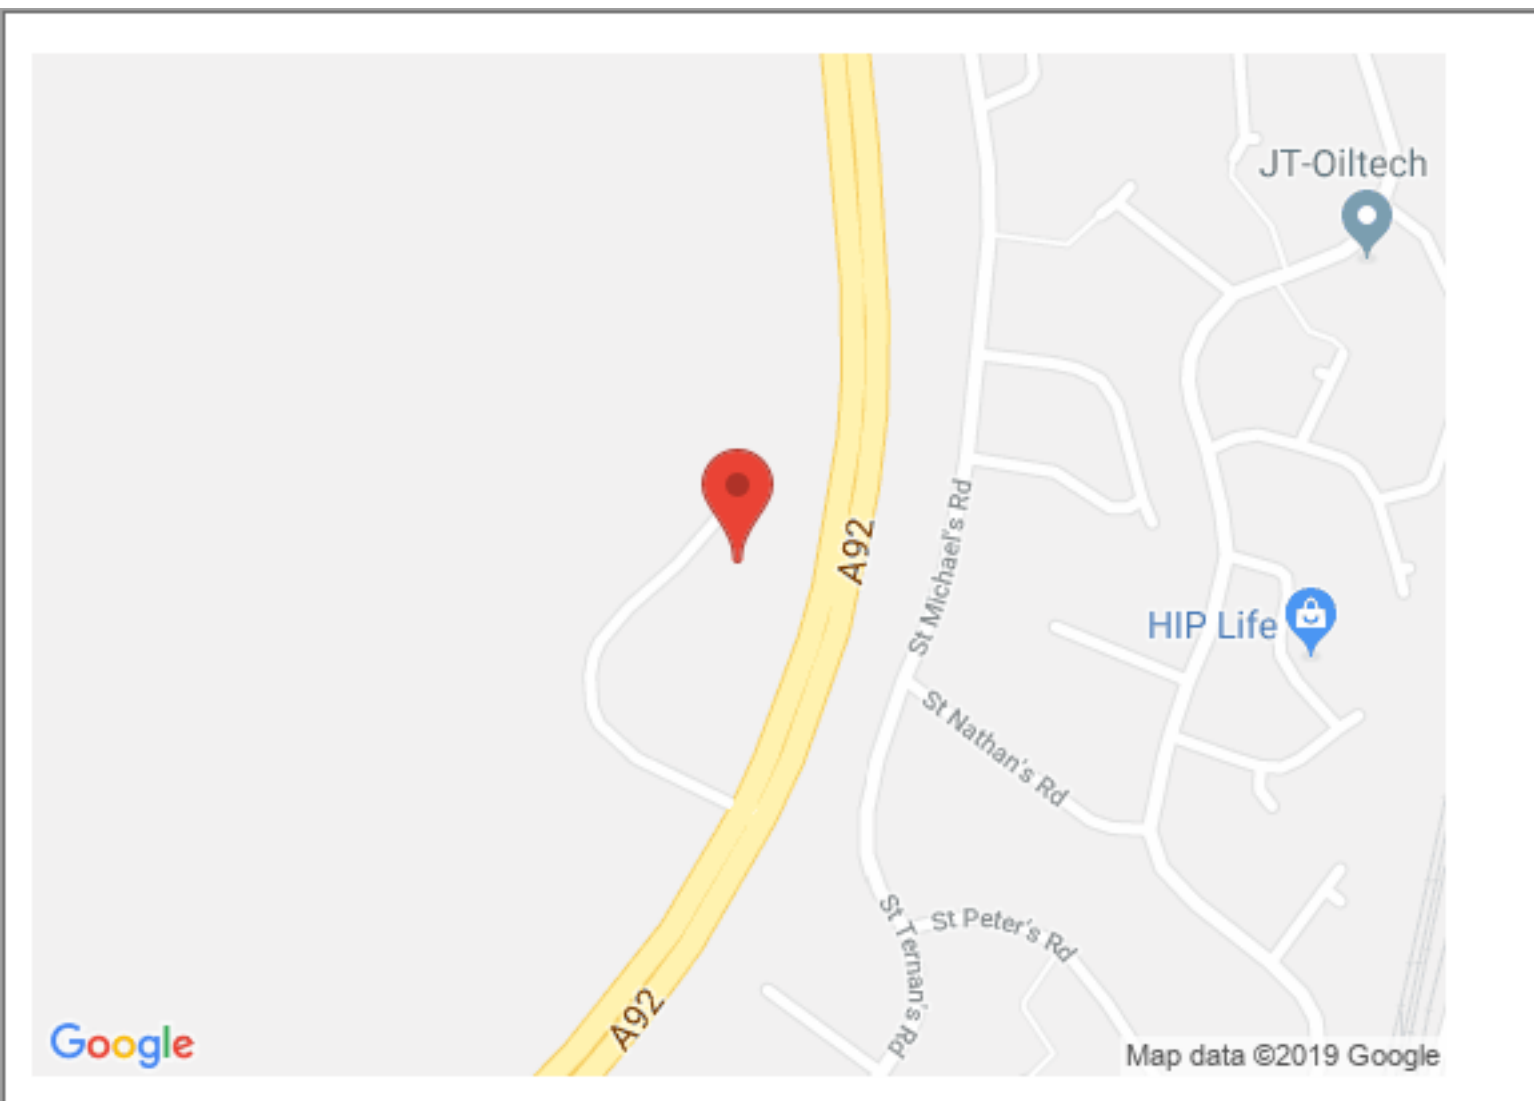 JT-Oiltech
A92
St Michael's Rd
HIP Life
St Nathan's Rd
St Peter's Rd
St Ternan's Rd
A92
Google
Map data ©2019 Google